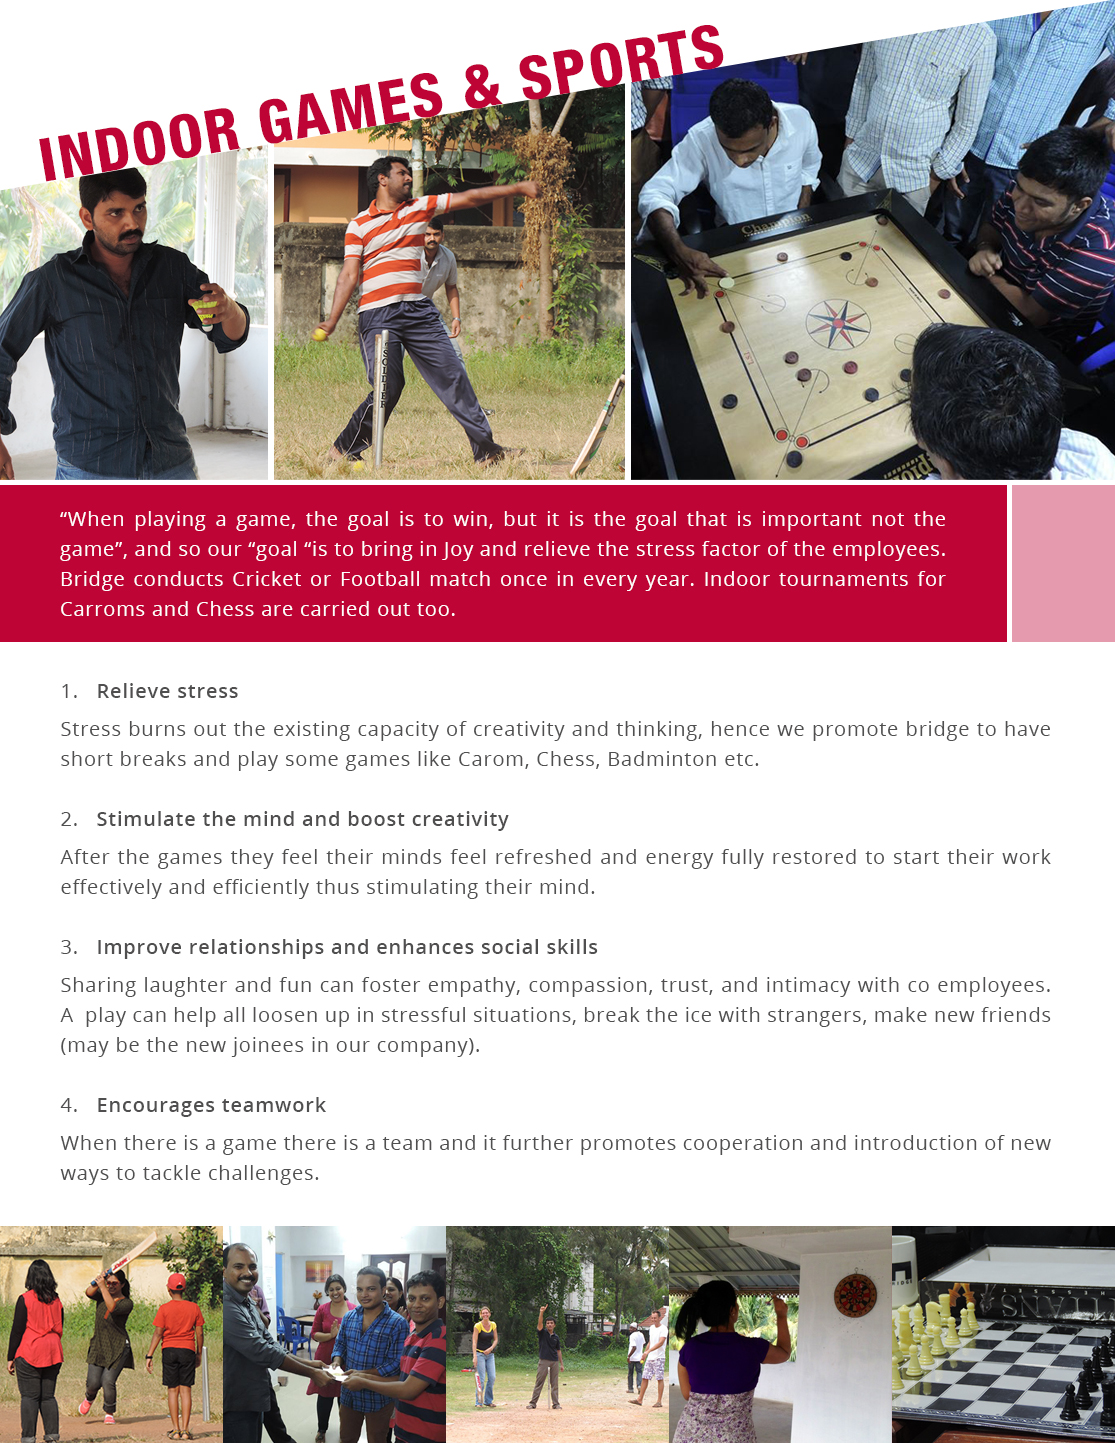 INDOOR GAMES & SPORTS
SOLDIER
Champion
“When playing a game, the goal is to win, but it is the goal that is important not the
game”, and so our “goal “is to bring in Joy and relieve the stress factor of the employees.
Bridge conducts Cricket or Football match once in every year. Indoor tournaments for
Carroms and Chess are carried out too.
1. Relieve stress
Stress burns out the existing capacity of creativity and thinking, hence we promote bridge to have
short breaks and play some games like Carom, Chess, Badminton etc.
2. Stimulate the mind and boost creativity
After the games they feel their minds feel refreshed and energy fully restored to start their work
effectively and efficiently thus stimulating their mind.
3. Improve relationships and enhances social skills
Sharing laughter and fun can foster empathy, compassion, trust, and intimacy with co employees.
A  play can help all loosen up in stressful situations, break the ice with strangers, make new friends
(may be the new joinees in our company).
4. Encourages teamwork
When there is a game there is a team and it further promotes cooperation and introduction of new
ways to tackle challenges.